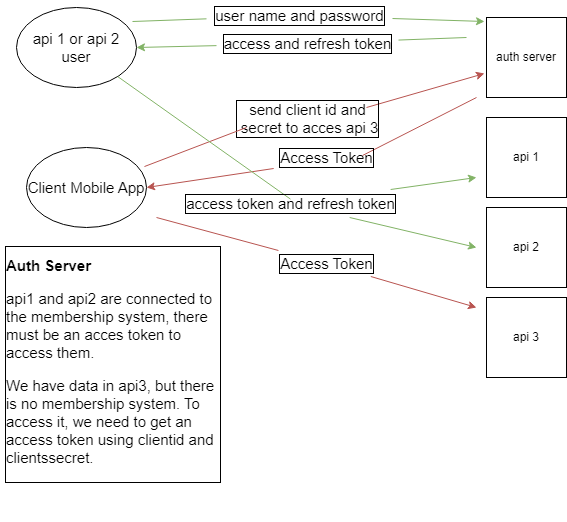 user name and password
api 1 or api 2
user
access and refresh token
auth server
send client id and
secret to acces api 3
Access Token
api 1
Client Mobile App
access token and refresh token
api 2
Access Token
Auth Server
api1 and api2 are connected to
the membership system, there
must be an acces token to
access them.
We have data in api3, but there
is no membership system. To
access it, we need to get an
access token using clientid and
clientssecret.
api 3